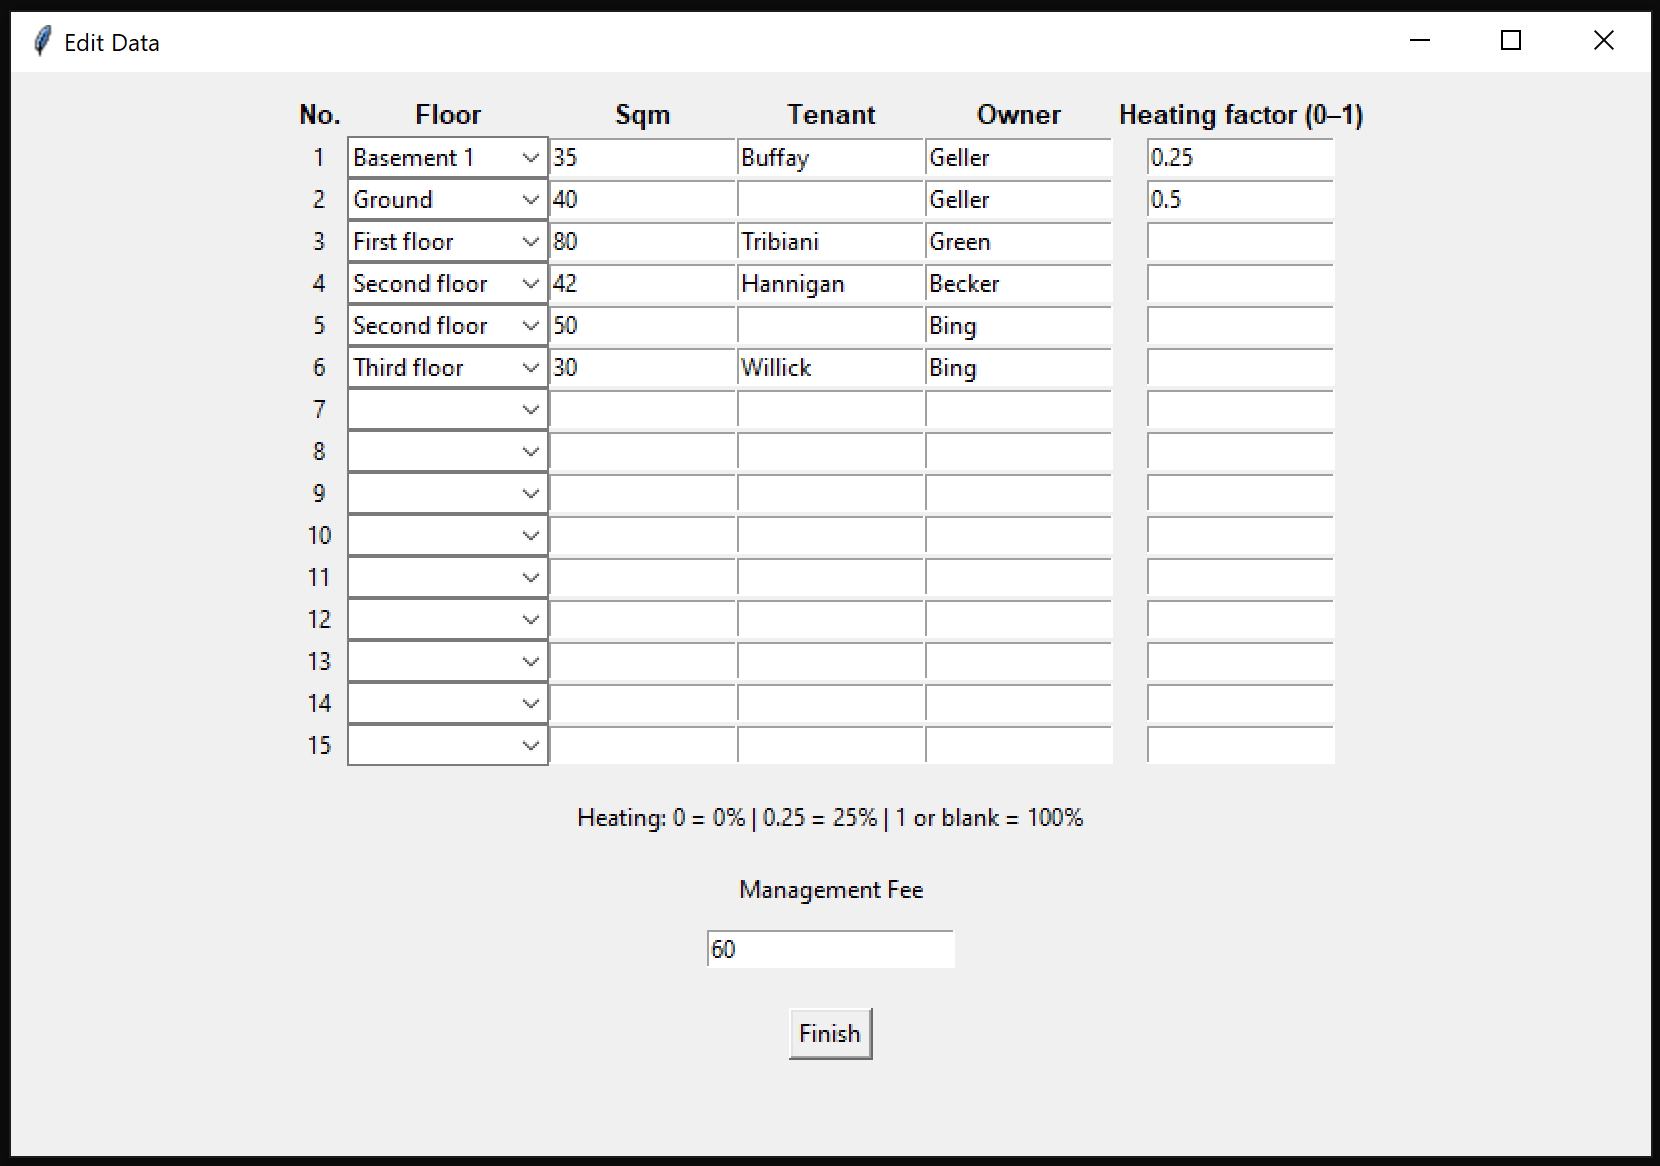 Edit Data
No. Floor Sqm Tenant Owner Heating factor (0–1)
1 Basement 1 35 Buffay Geller 0.25
2 Ground 40 Geller 0.5
3 First floor 80 Tribiani Green
4 Second floor 42 Hannigan Becker
5 Second floor 50 Bing
6 Third floor 30 Willick Bing
7
8
9
10
11
12
13
14
15
Heating: 0 = 0% | 0.25 = 25% | 1 or blank = 100%
Management Fee
60
Finish